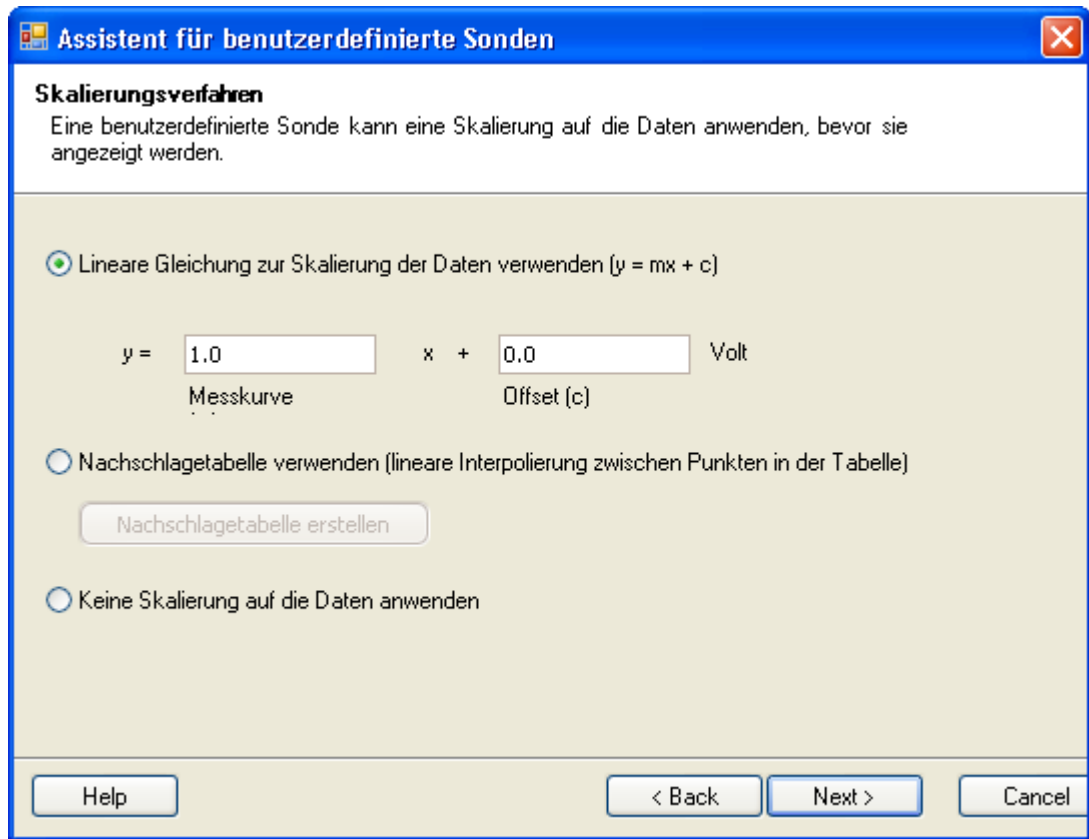 Assistent für benutzerdefinierte Sonden
Skalierungsverfahren
Eine benutzerdefinierte Sonde kann eine Skalierung auf die Daten anwenden, bevor sie
angezeigt werden.
Lineare Gleichung zur Skalierung der Daten verwenden (y = mx + c)
y = 1.0 x + 0.0 Volt
Messkurve Offset (c)
Nachschlagetabelle verwenden (lineare Interpolierung zwischen Punkten in der Tabelle)
Nachschlagetabelle erstellen
Keine Skalierung auf die Daten anwenden
Help < Back Next > Cancel